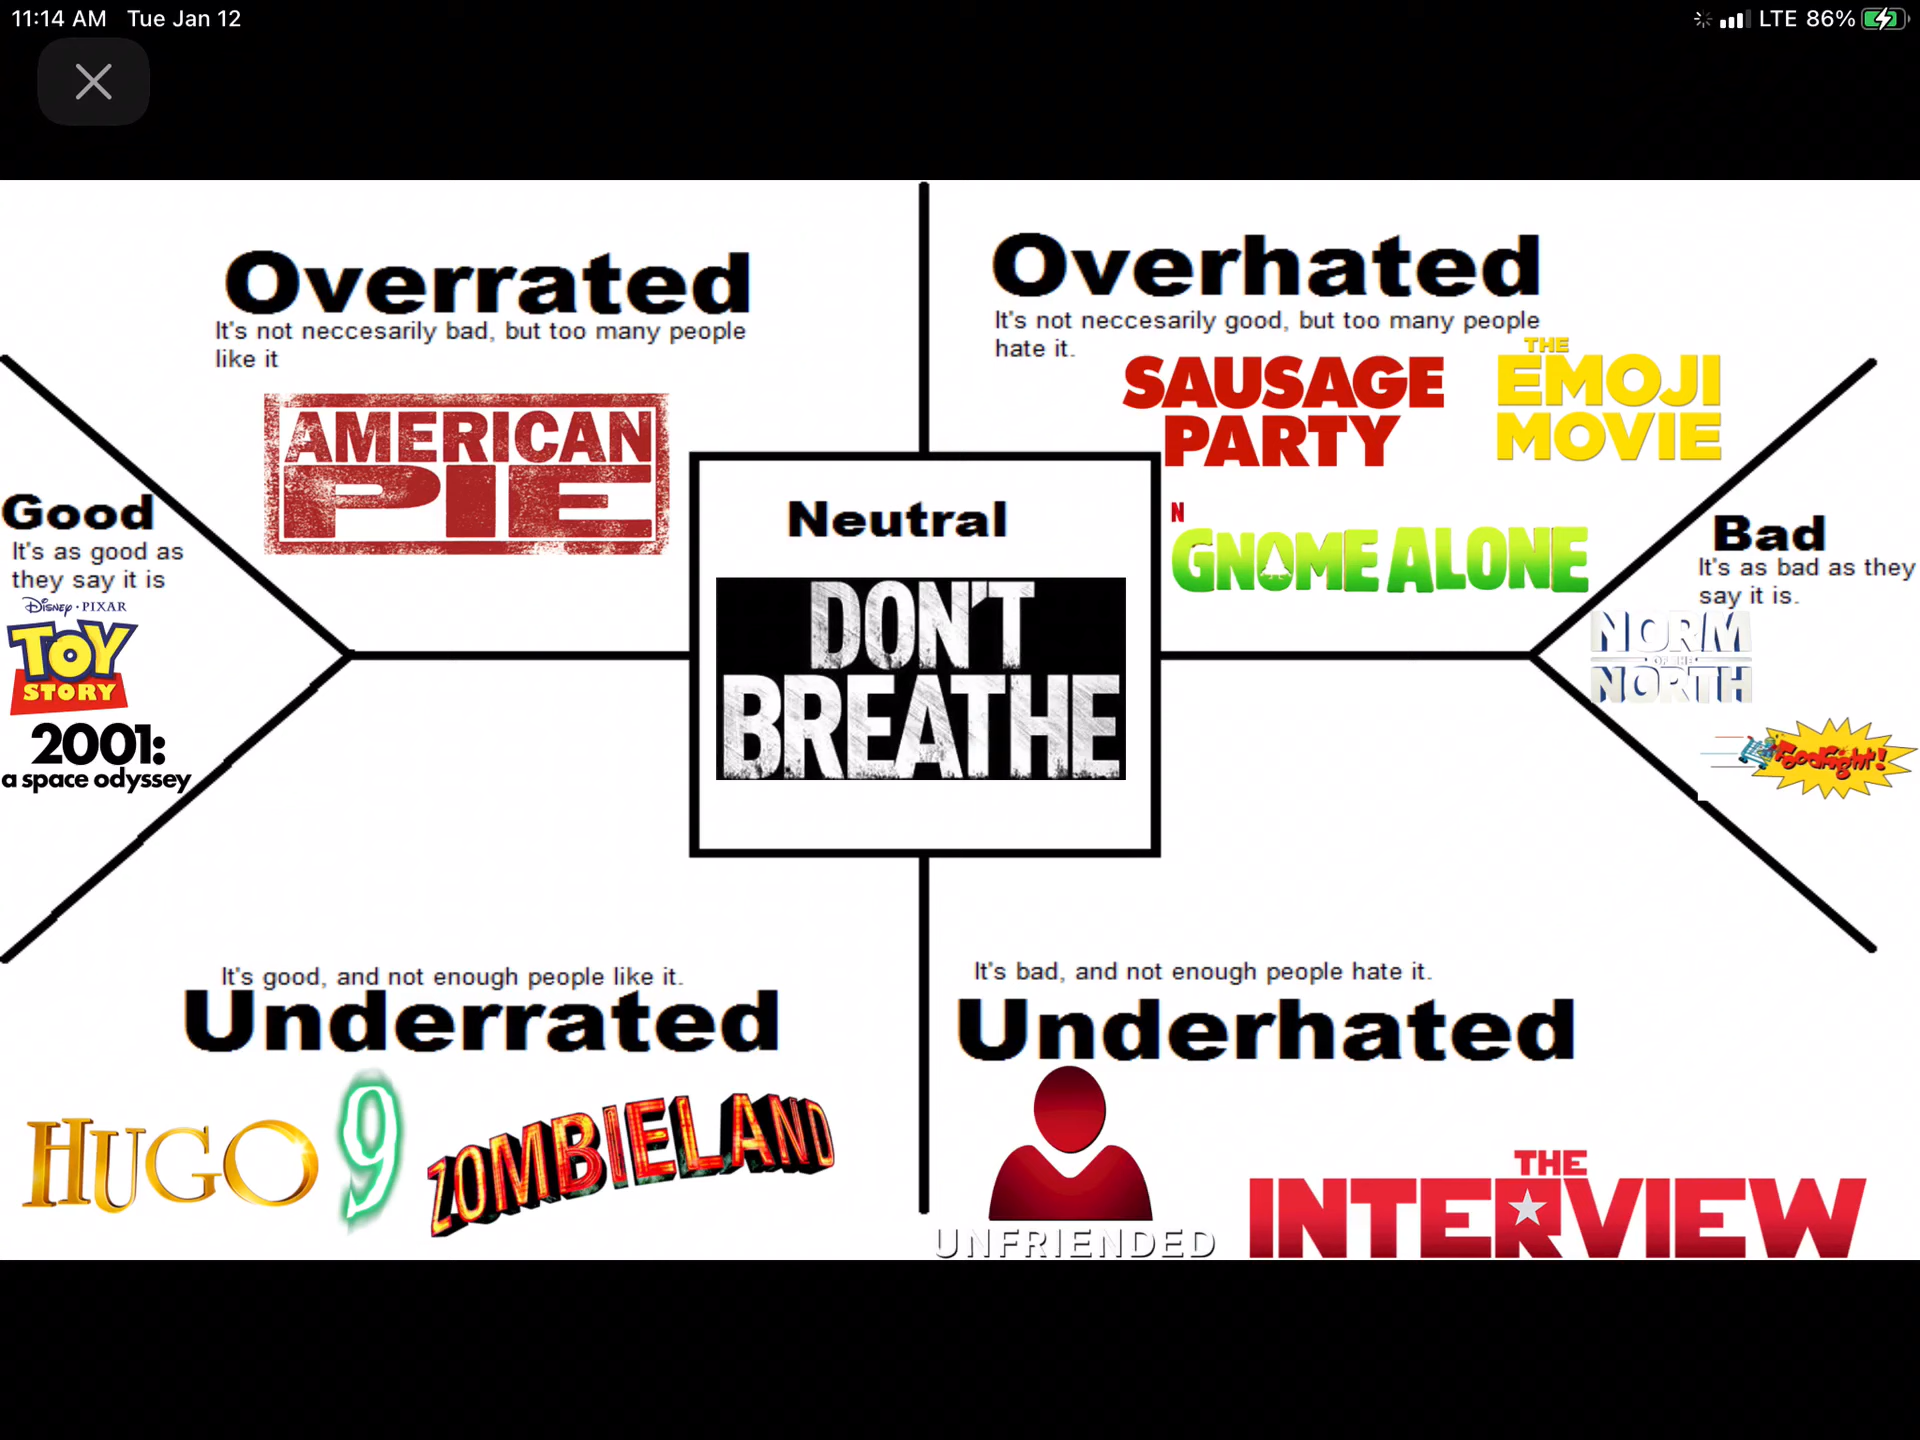 11:14 AM Tue Jan 12
LTE 86%
Overrated
It's not neccesarily bad, but too many people
like it
AMERICAN
PIE
Overhated
It's not neccesarily good, but too many people
hate it.
SAUSAGE
PARTY
THE
EMOJI
MOVIE
N
GNOME ALONE
Good
It's as good as
they say it is
DISNEY · PIXAR
TOY
STORY
2001:
a space odyssey
Neutral
DON'T
BREATHE
Bad
It's as bad as they
say it is.
NORM
OF THE
NORTH
Foodfight!
It's good, and not enough people like it.
Underrated
HUGO
9
ZOMBIELAND
It's bad, and not enough people hate it.
Underhated
UNFRIENDED
THE
INTERVIEW